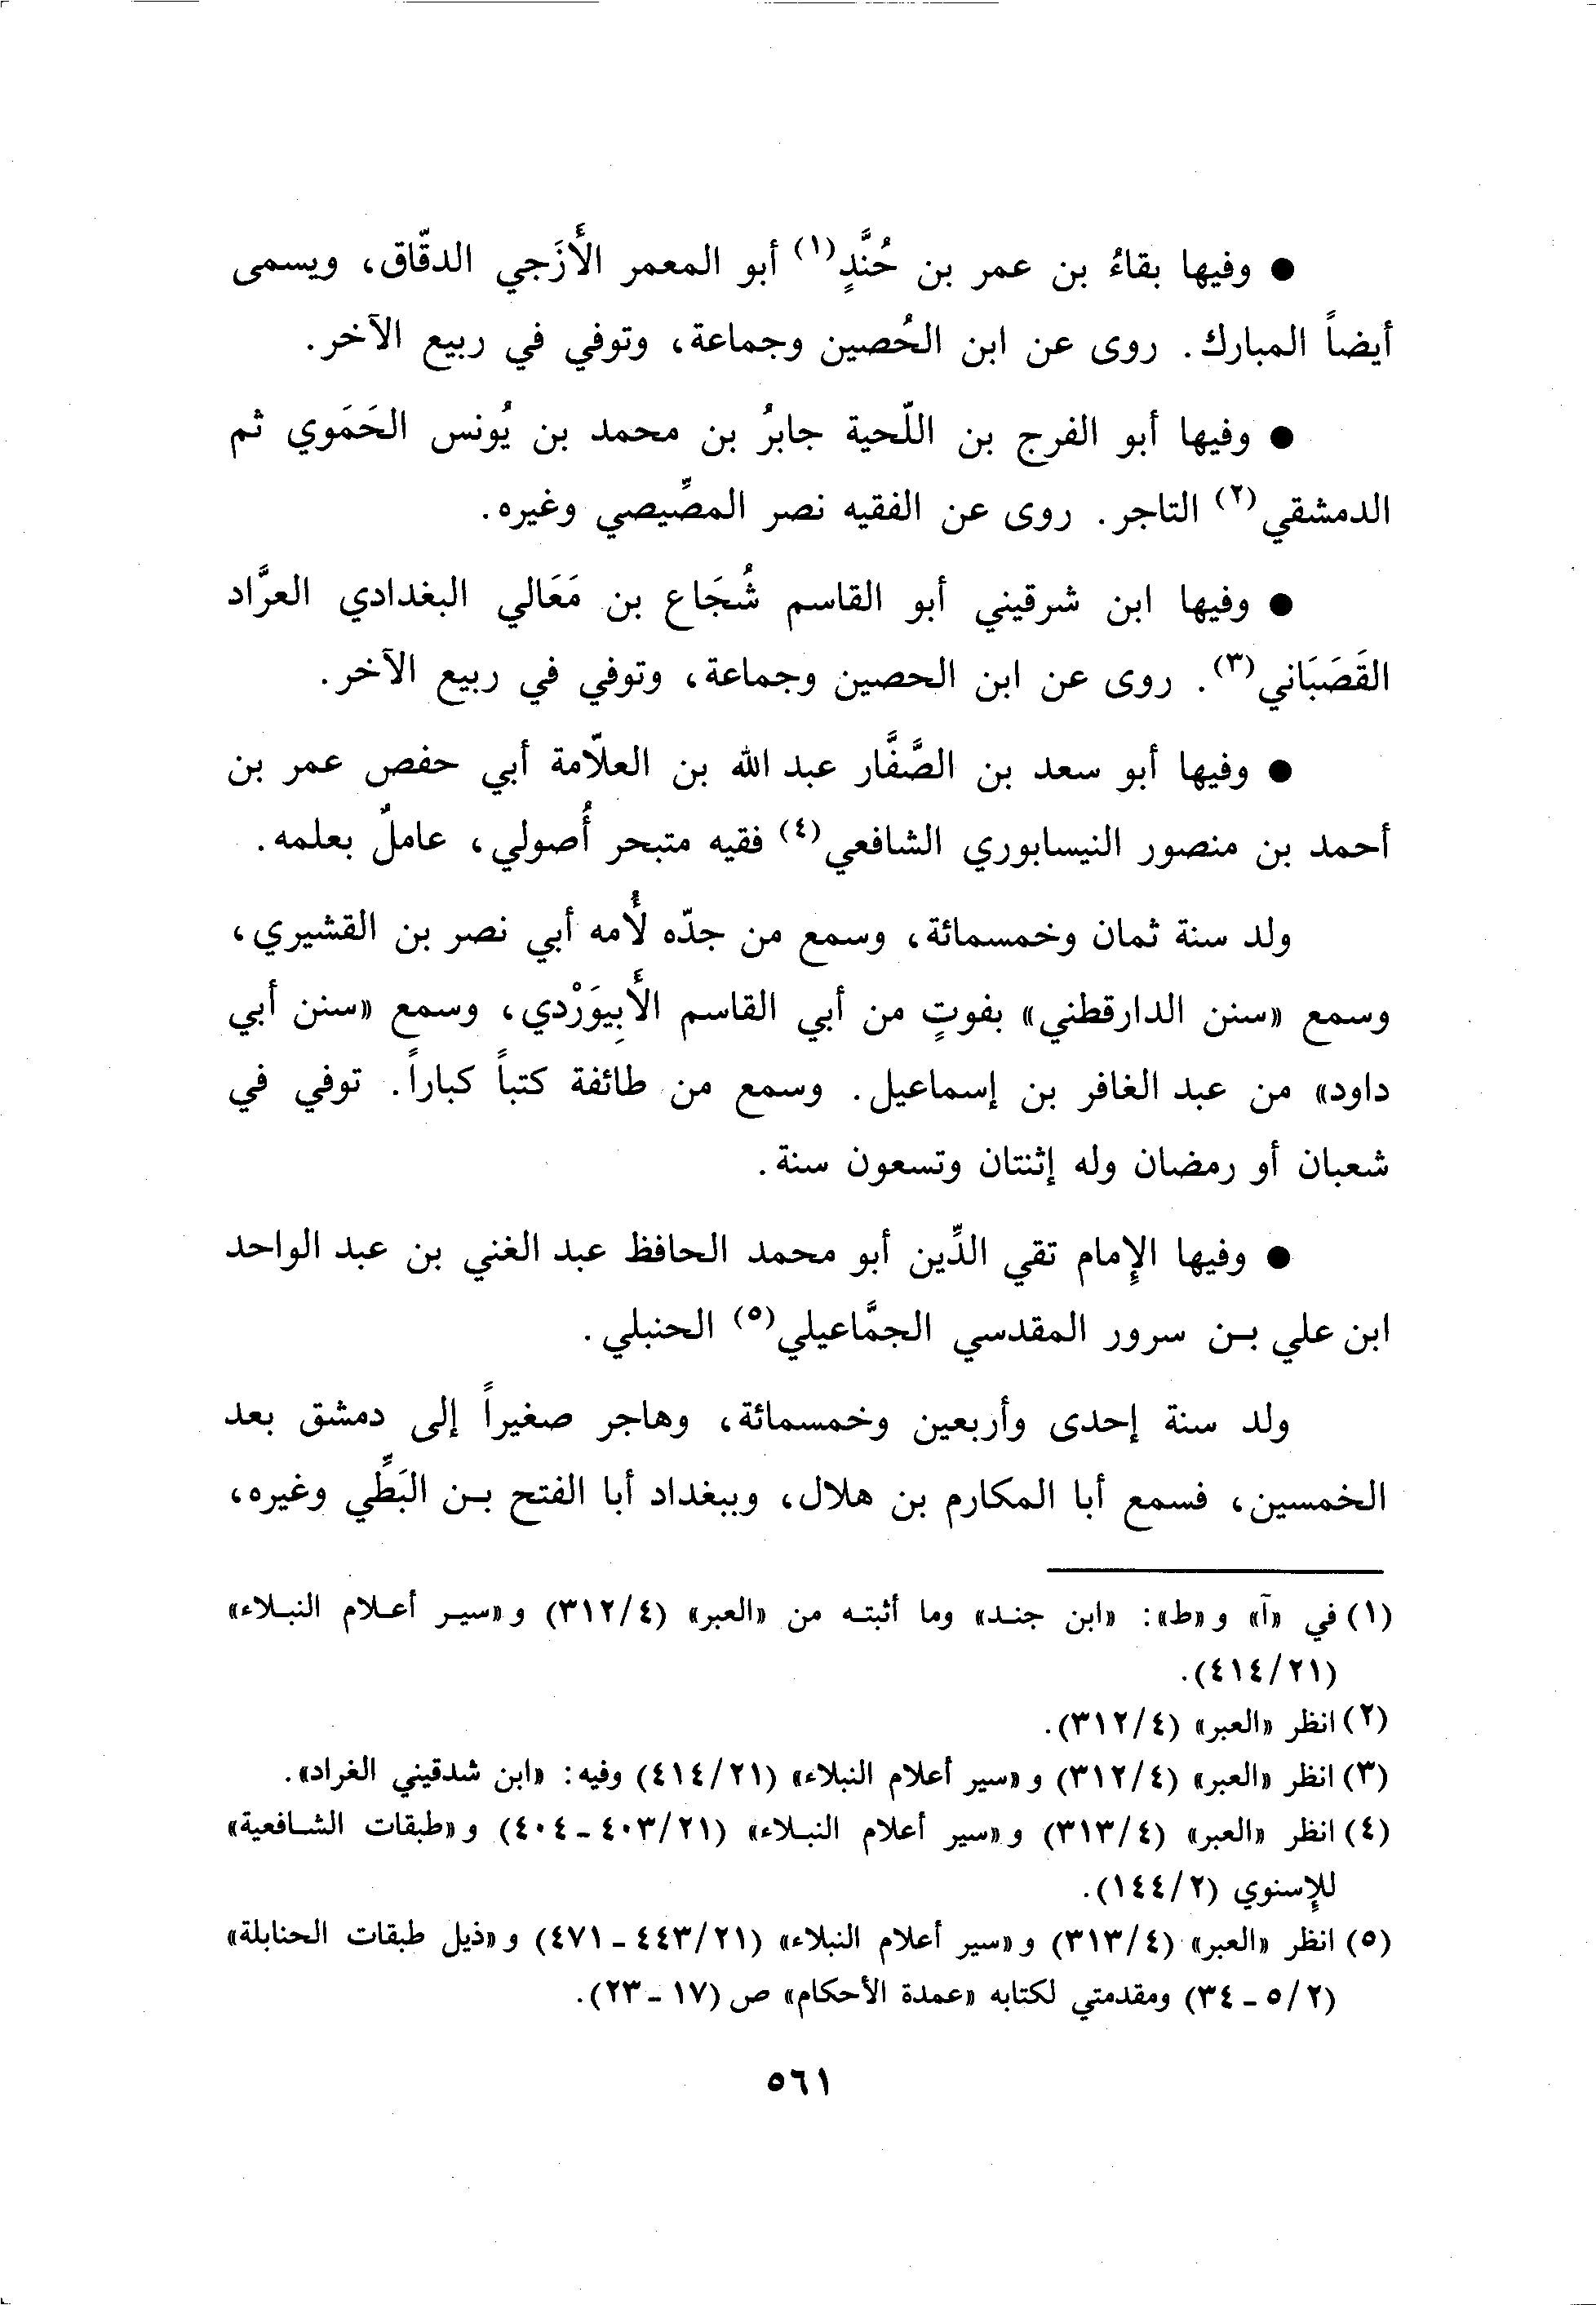 ● وفيها بقاءُ بن عمر بن حُنَّدٍ(١) أبو المعمر الأَزَجي الدقّاق، ويسمى
أيضاً المبارك. روى عن ابن الحُصين وجماعة، وتوفي في ربيع الآخر.
● وفيها أبو الفرج بن اللّحية جابرُ بن محمد بن يُونس الحَمَوي ثم
الدمشقي(٢) التاجر. روى عن الفقيه نصر المصِّيصي وغيره.
● وفيها ابن شرقيني أبو القاسم شُجَاع بن مَعَالي البغدادي العرَّاد
القَصَبَاني(٣). روى عن ابن الحصين وجماعة، وتوفي في ربيع الآخر.
● وفيها أبو سعد بن الصَّفَّار عبد الله بن العلاّمة أبي حفص عمر بن
أحمد بن منصور النيسابوري الشافعي(٤) فقيه متبحر أُصولي، عاملٌ بعلمه.
ولد سنة ثمان وخمسمائة، وسمع من جدّه لأُمه أبي نصر بن القشيري،
وسمع «سنن الدارقطني» بفوتٍ من أبي القاسم الأَبِيوَرْدي، وسمع «سنن أبي
داود» من عبد الغافر بن إسماعيل. وسمع من طائفة كتباً كباراً. توفي في
شعبان أو رمضان وله إثنتان وتسعون سنة.
● وفيها الإمام تقي الدِّين أبو محمد الحافظ عبد الغني بن عبد الواحد
ابن علي بـن سرور المقدسي الجمَّاعيلي(٥) الحنبلي.
ولد سنة إحدى وأربعين وخمسمائة، وهاجر صغيراً إلى دمشق بعد
الخمسين، فسمع أبا المكارم بن هلال، وببغداد أبا الفتح بـن البَطِّي وغيره،
(١) في «آ» و«ط»: «ابن جنـد» وما أثبتـه من «العبر» (٣١٢/٤) و«سيـر أعـلام النبـلاء»
(٤١٤/٢١).
(٢) انظر «العبر» (٣١٢/٤).
(٣) انظر «العبر» (٣١٢/٤) و«سير أعلام النبلاء» (٤١٤/٢١) وفيه: «ابن شدقيني الغراد».
(٤) انظر «العبر» (٣١٣/٤) و«سير أعلام النبـلاء» (٤٠٣/٢١ ـ ٤٠٤) و«طبقات الشـافعية»
للإسنوي (١٤٤/٢).
(٥) انظر «العبر» (٣١٣/٤) و«سير أعلام النبلاء» (٤٤٣/٢١ ـ ٤٧١) و«ذيل طبقات الحنابلة»
(٥/٢ ـ ٣٤) ومقدمتي لكتابه «عمدة الأحكام» ص (١٧ ـ ٢٣).
٥٦١